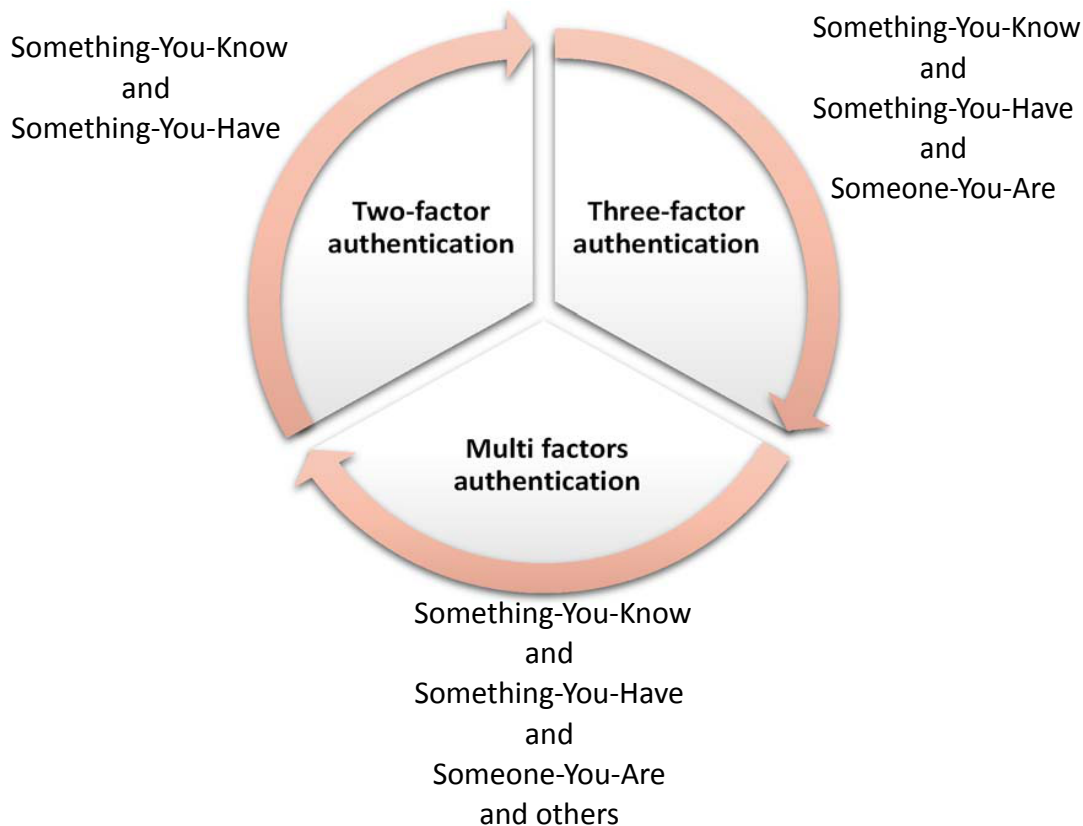 Something-You-Know
and
Something-You-Have
Something-You-Know
and
Something-You-Have
and
Someone-You-Are
Two-factor
authentication
Three-factor
authentication
Multi factors
authentication
Something-You-Know
and
Something-You-Have
and
Someone-You-Are
and others